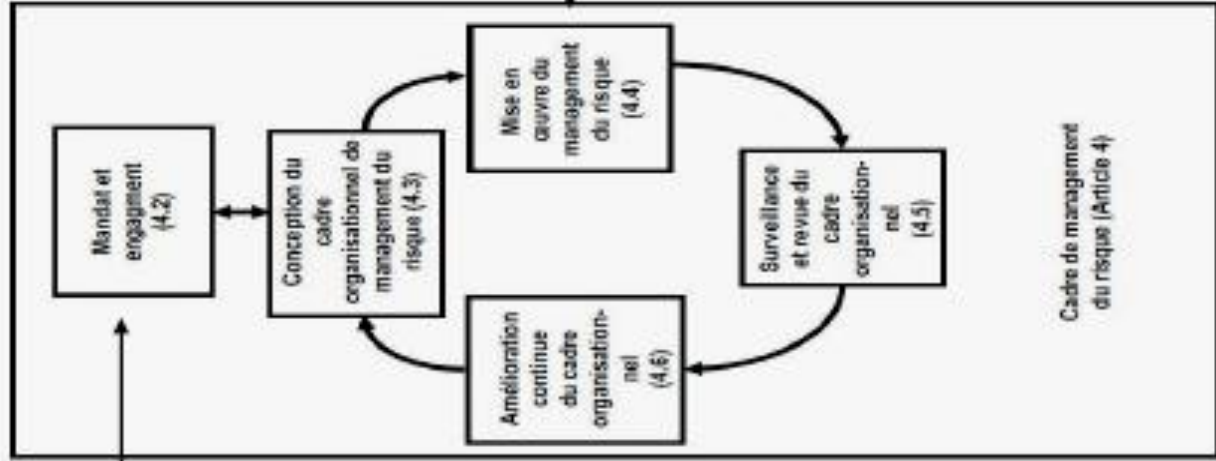 Mandat et
engagment
(4.2)
Conception du
cadre
organisationnel de
management du
risque (4.3)
Mise en
œuvre du
management
du risque
(4.4)
Surveillance
et revue du
cadre
organisation-
nel
(4.5)
Amélioration
continue
du cadre
organisation-
nel
(4.6)
Cadre de management
du risque (Article 4)